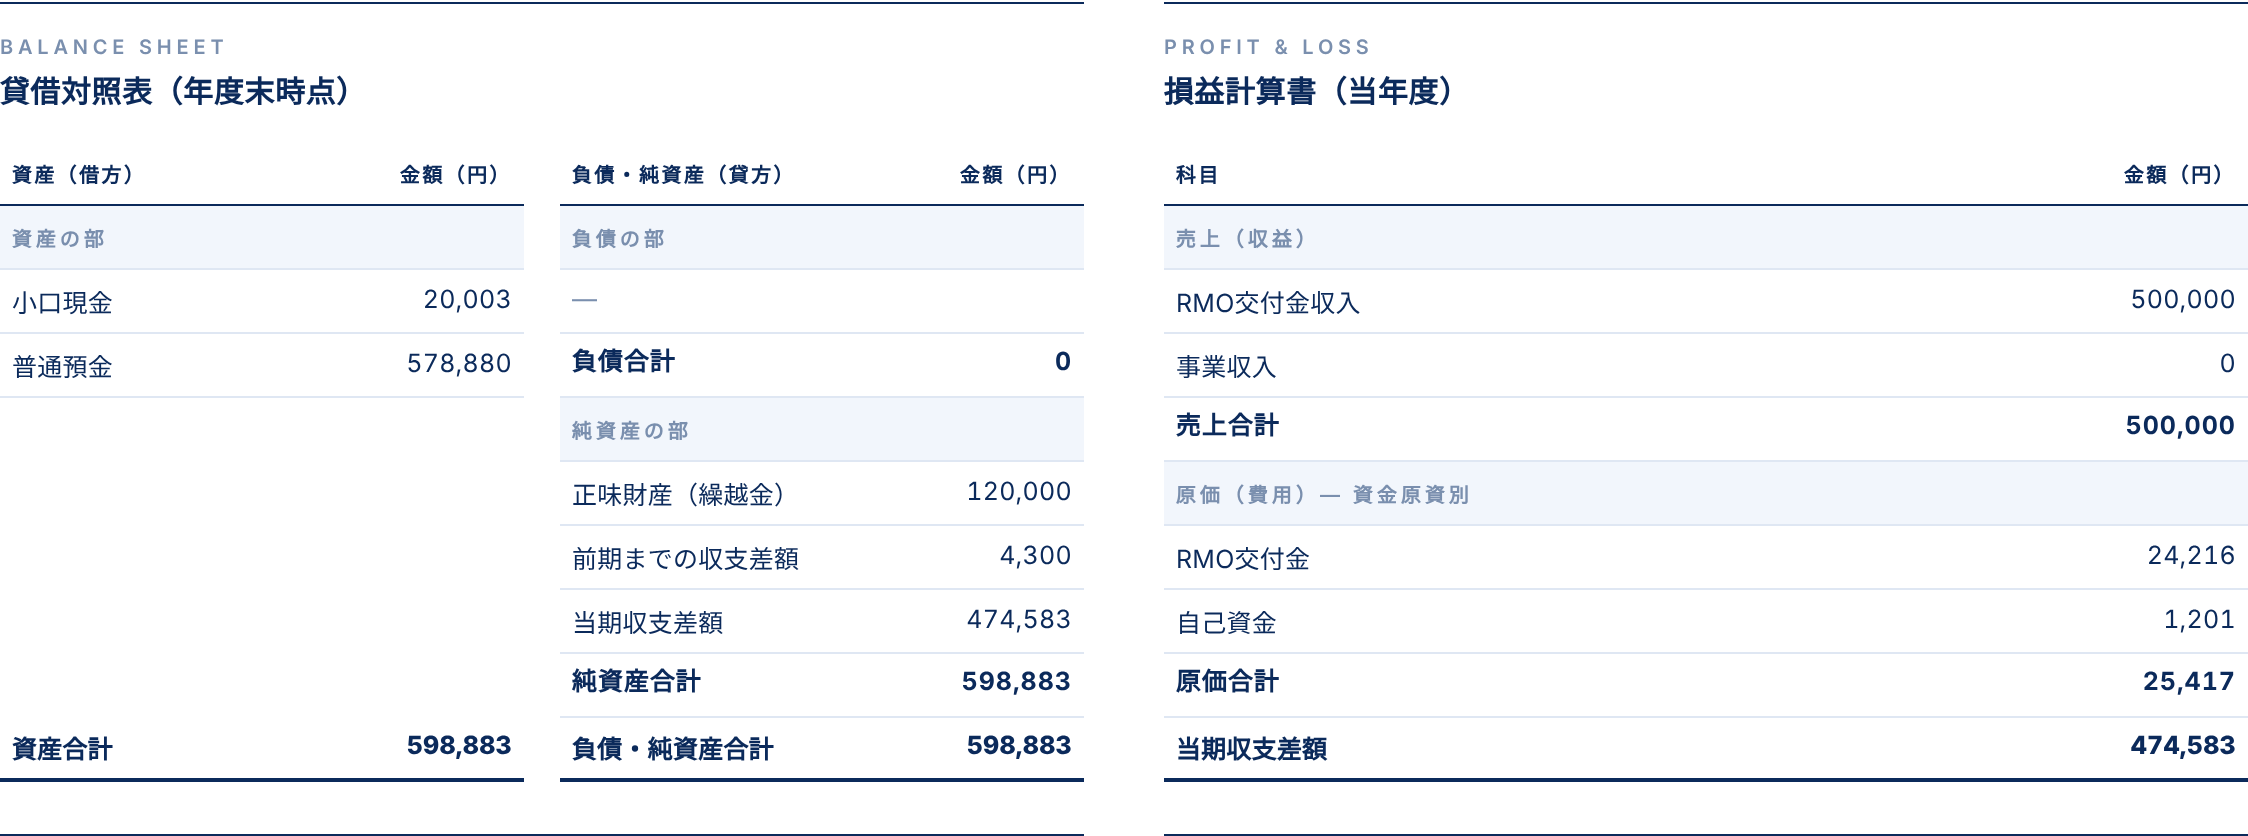 BALANCE SHEET
貸借対照表（年度末時点）
資産（借方） 金額（円）
資産の部
小口現金 20,003
普通預金 578,880
資産合計 598,883
負債・純資産（貸方） 金額（円）
負債の部
—
負債合計 0
純資産の部
正味財産（繰越金） 120,000
前期までの収支差額 4,300
当期収支差額 474,583
純資産合計 598,883
負債・純資産合計 598,883
PROFIT & LOSS
損益計算書（当年度）
科目 金額（円）
売上（収益）
RMO交付金収入 500,000
事業収入 0
売上合計 500,000
原価（費用）— 資金原資別
RMO交付金 24,216
自己資金 1,201
原価合計 25,417
当期収支差額 474,583